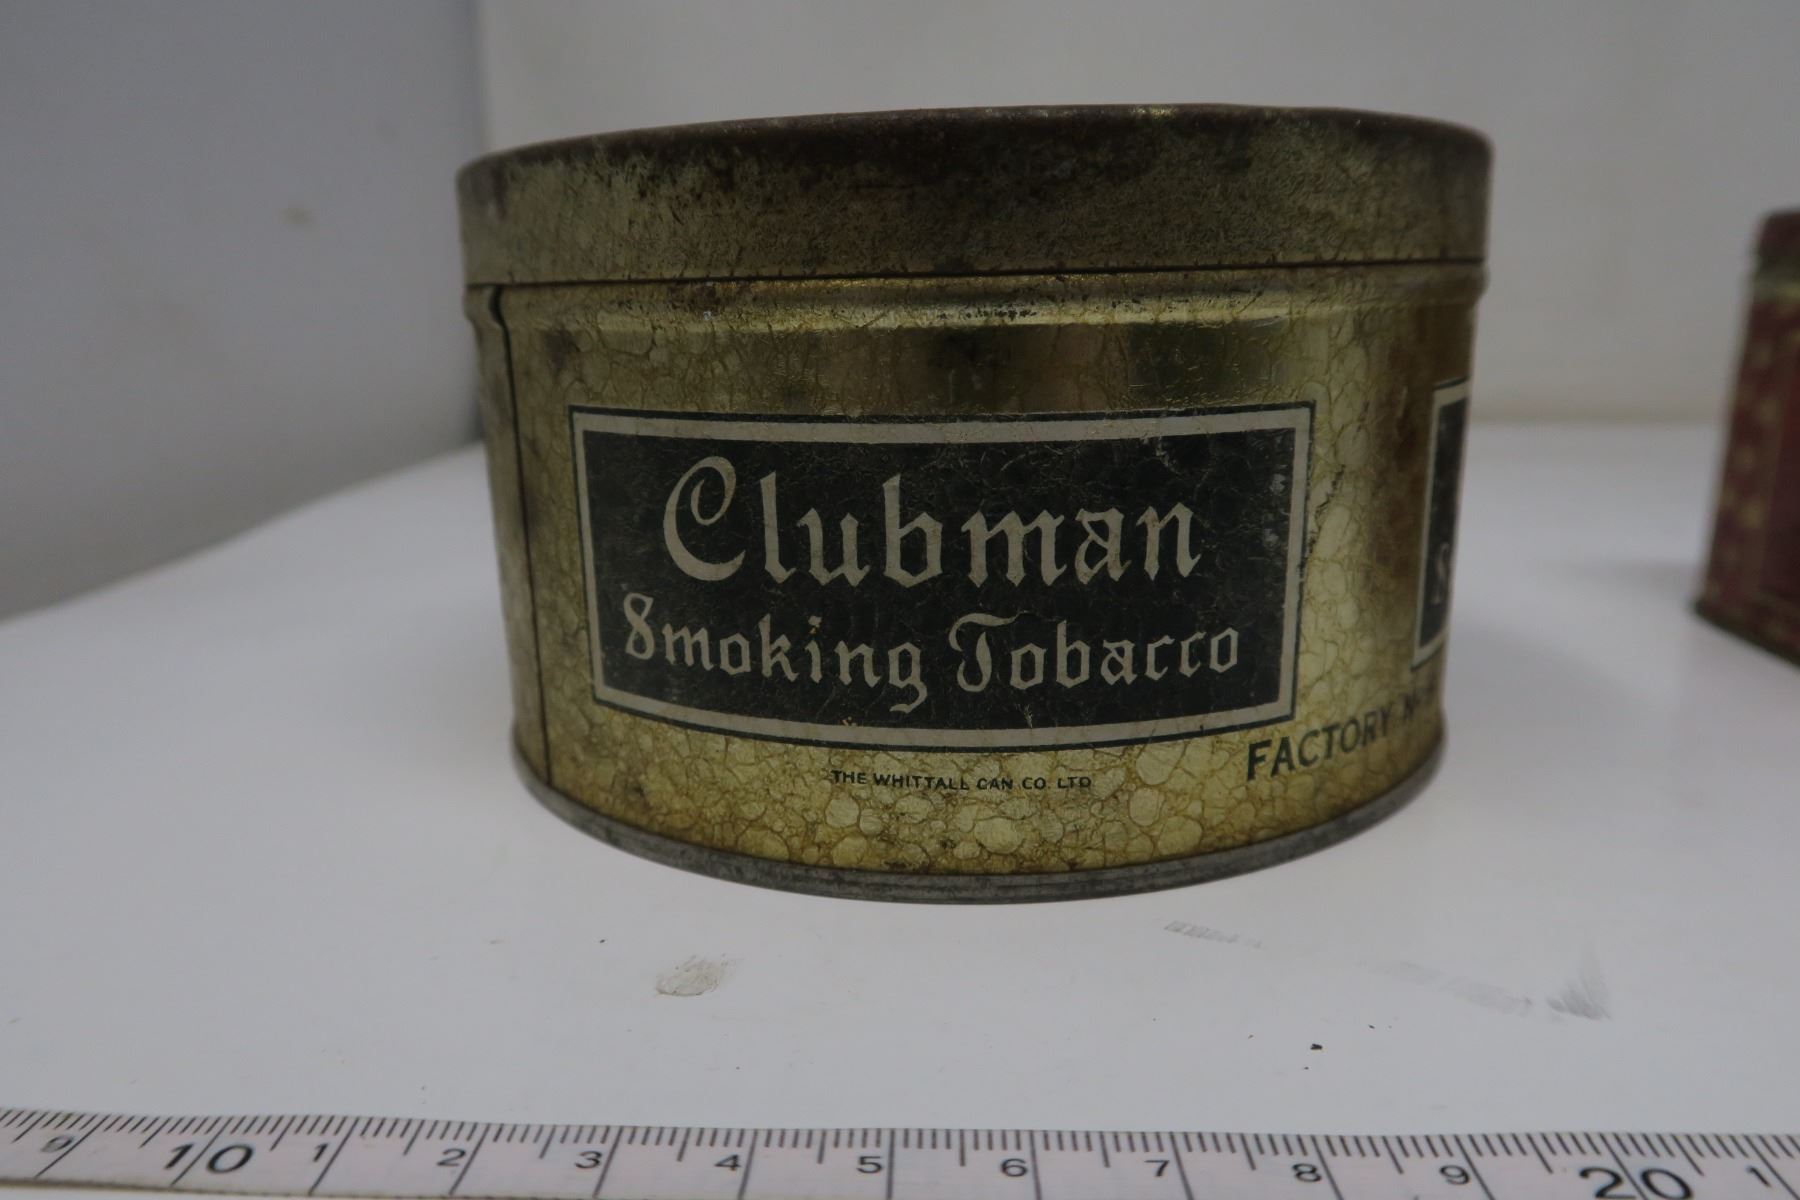 Clubman
Smoking Tobacco
THE WHITTALL CAN CO. LTD
FACTORY
9 10 1 2 3 4 5 6 7 8 9 20 1